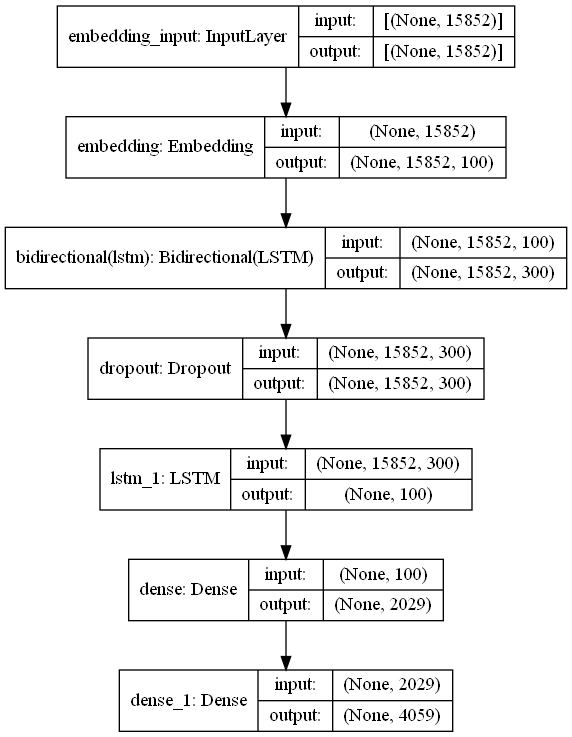 embedding_input: InputLayer
input: [(None, 15852)]
output: [(None, 15852)]
embedding: Embedding
input: (None, 15852)
output: (None, 15852, 100)
bidirectional(lstm): Bidirectional(LSTM)
input: (None, 15852, 100)
output: (None, 15852, 300)
dropout: Dropout
input: (None, 15852, 300)
output: (None, 15852, 300)
lstm_1: LSTM
input: (None, 15852, 300)
output: (None, 100)
dense: Dense
input: (None, 100)
output: (None, 2029)
dense_1: Dense
input: (None, 2029)
output: (None, 4059)